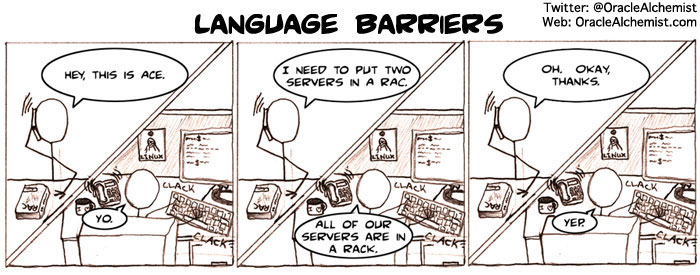 Twitter: @OracleAlchemist
Web: OracleAlchemist.com
LANGUAGE BARRIERS
HEY, THIS IS ACE.
LINUX
RAC
CLACK
YO.
CLACK
I NEED TO PUT TWO
SERVERS IN A RAC.
LINUX
RAC
CLACK
ALL OF OUR
SERVERS ARE IN
A RACK.
CLACK
OH. OKAY,
THANKS.
LINUX
RAC
CLACK
YEP.
CLACK